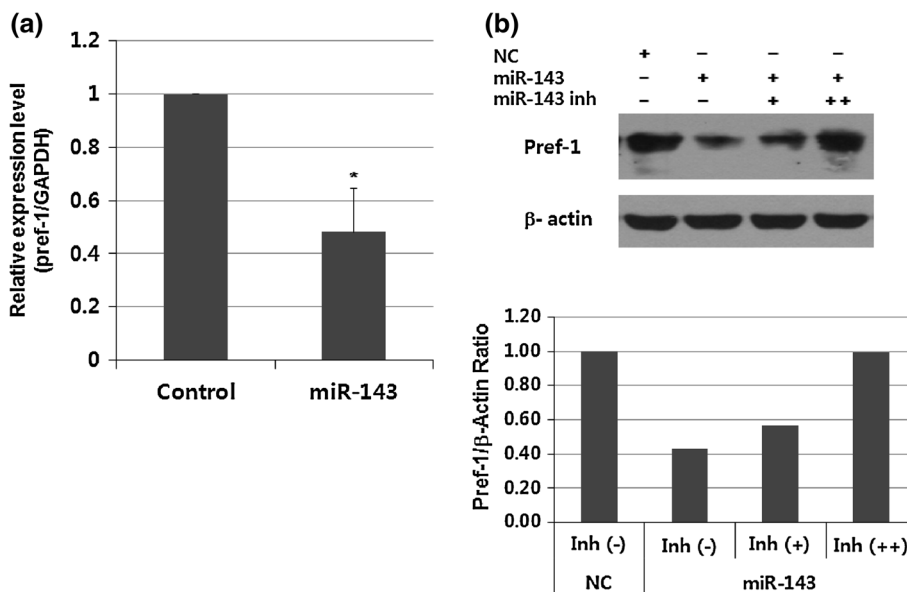 (a)
1.2
1
0.8
0.6
0.4
0.2
0
Relative expression level
(pref-1/GAPDH)
*
Control miR-143
(b)
NC + - - -
miR-143 - + + +
miR-143 inh - - + ++
Pref-1
β- actin
1.20
1.00
0.80
0.60
0.40
0.20
0.00
Pref-1/β-Actin Ratio
Inh (-) Inh (-) Inh (+) Inh (++)
NC miR-143